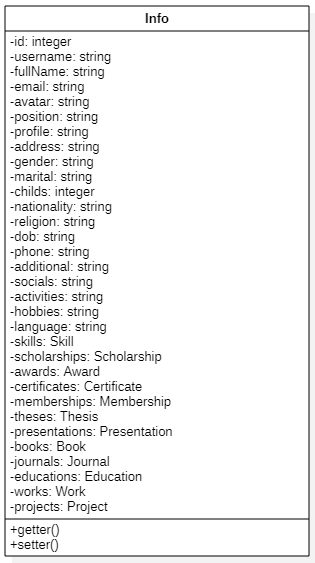 Info
-id: integer
-username: string
-fullName: string
-email: string
-avatar: string
-position: string
-profile: string
-address: string
-gender: string
-marital: string
-childs: integer
-nationality: string
-religion: string
-dob: string
-phone: string
-additional: string
-socials: string
-activities: string
-hobbies: string
-language: string
-skills: Skill
-scholarships: Scholarship
-awards: Award
-certificates: Certificate
-memberships: Membership
-theses: Thesis
-presentations: Presentation
-books: Book
-journals: Journal
-educations: Education
-works: Work
-projects: Project
+getter()
+setter()